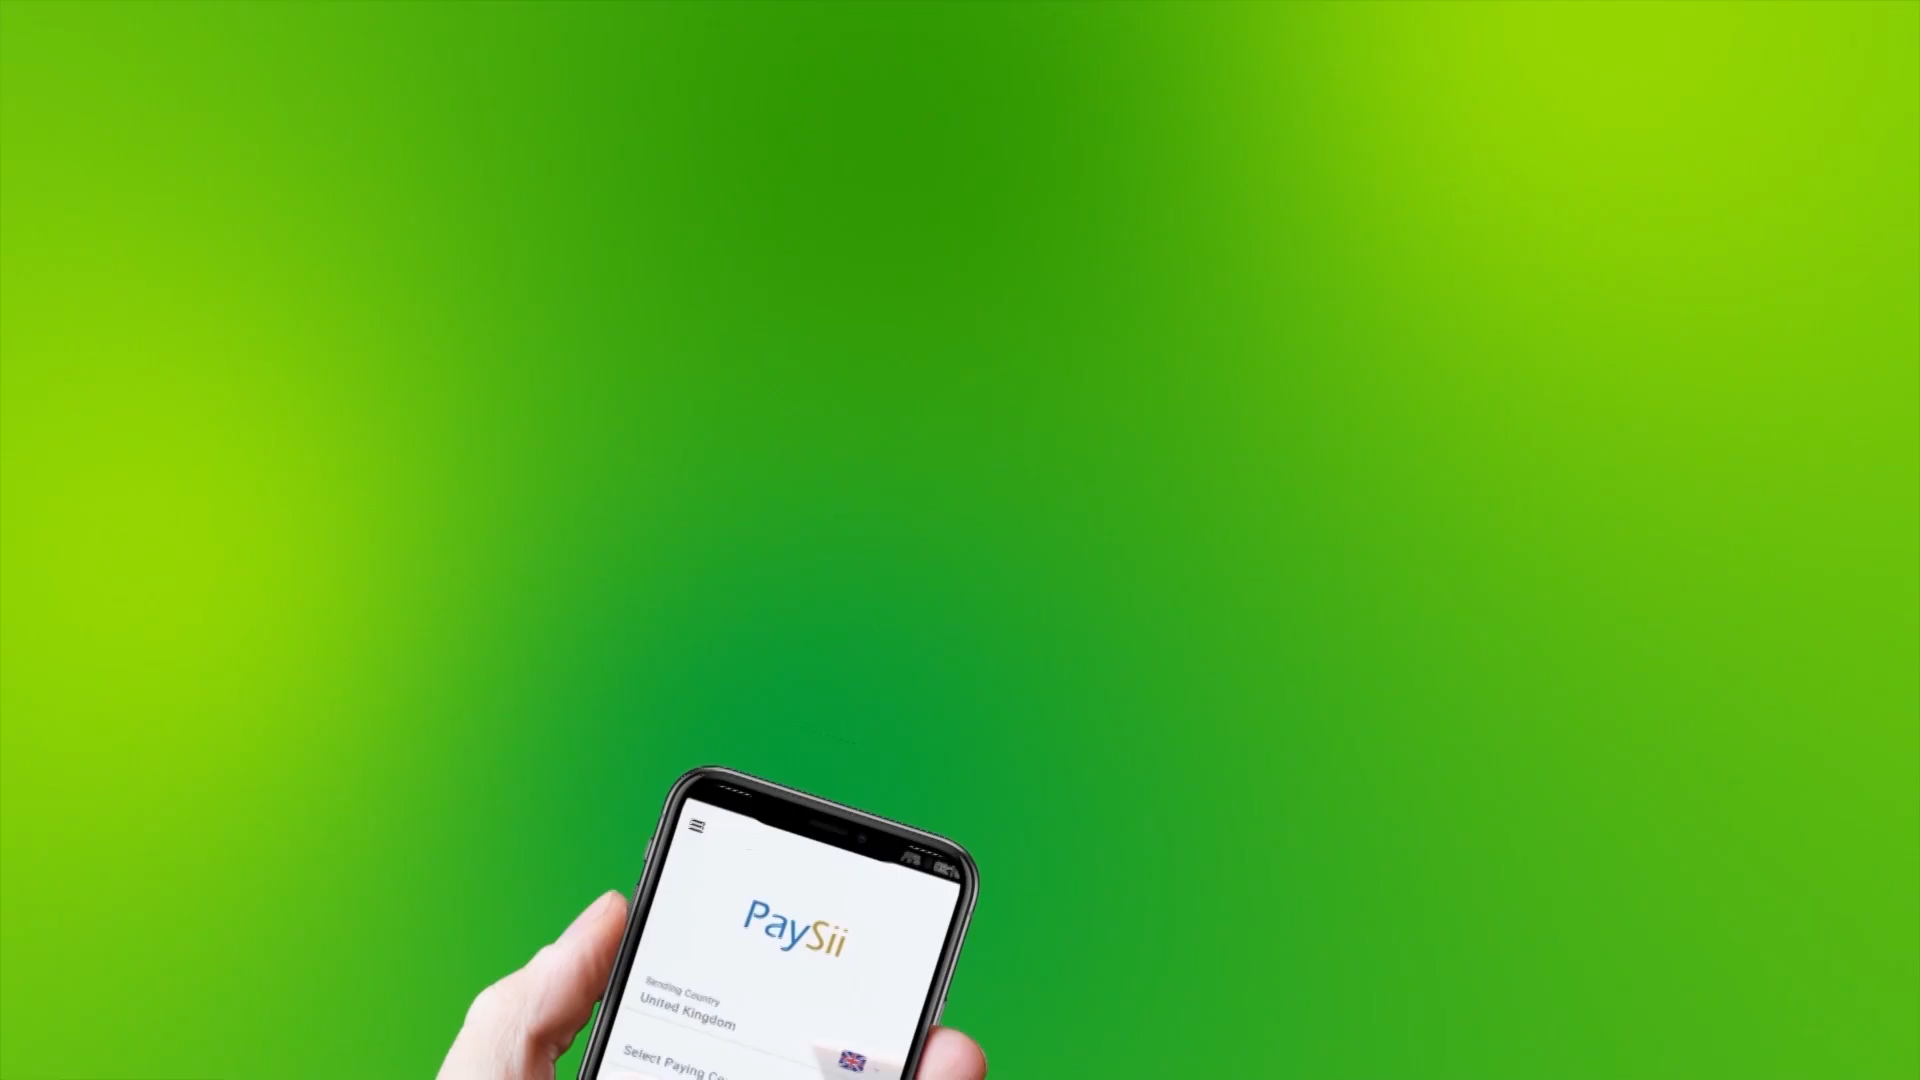 PaySii
Sending Country
United Kingdom
Select Paying